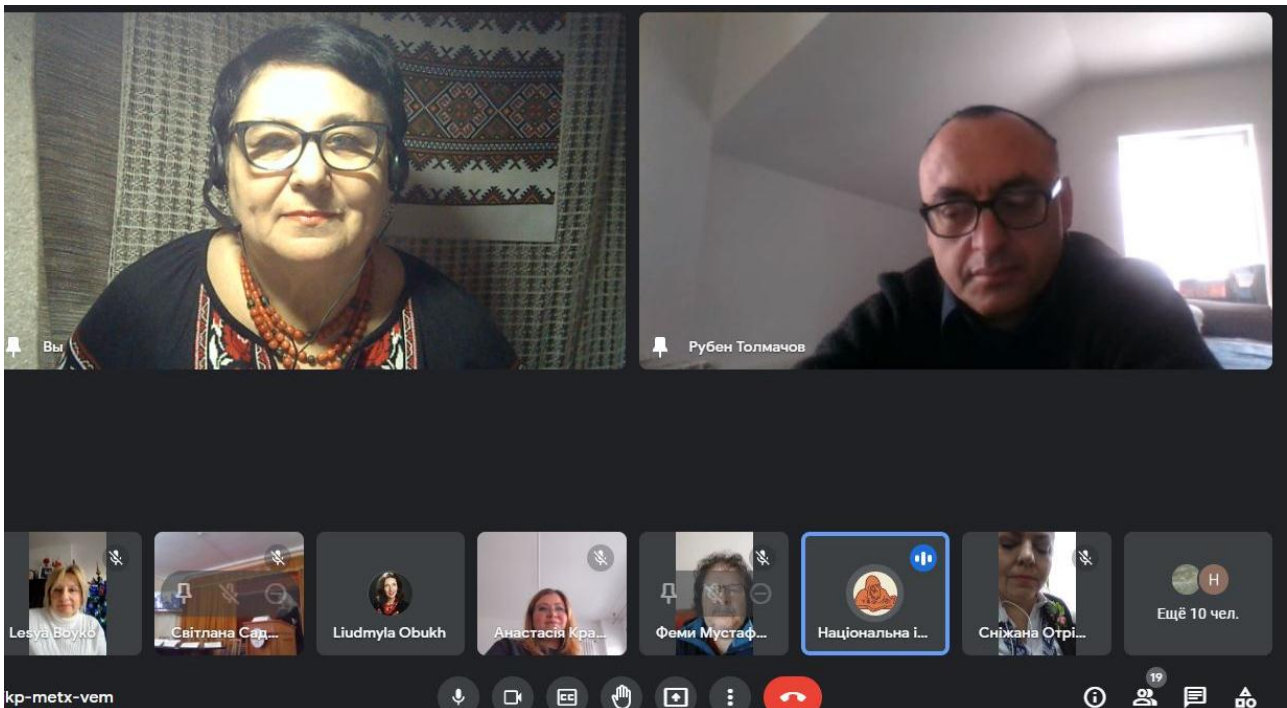 Вы
Рубен Толмачов
Lesya Boyko
Світлана Сад...
Liudmyla Obukh
Анастасія Кра...
Феми Мустаф...
Національна і...
Сніжана Отрі...
Н
Ещё 10 чел.
kp-metx-vem
CC
19